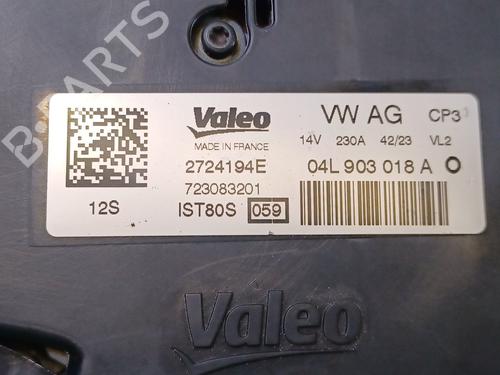 B-PARTS
Valeo
MADE IN FRANCE
2724194E
723083201
12S
IST80S 059
VW AG CP3
14V 230A 42/23 VL2
04L 903 018 A
Valeo